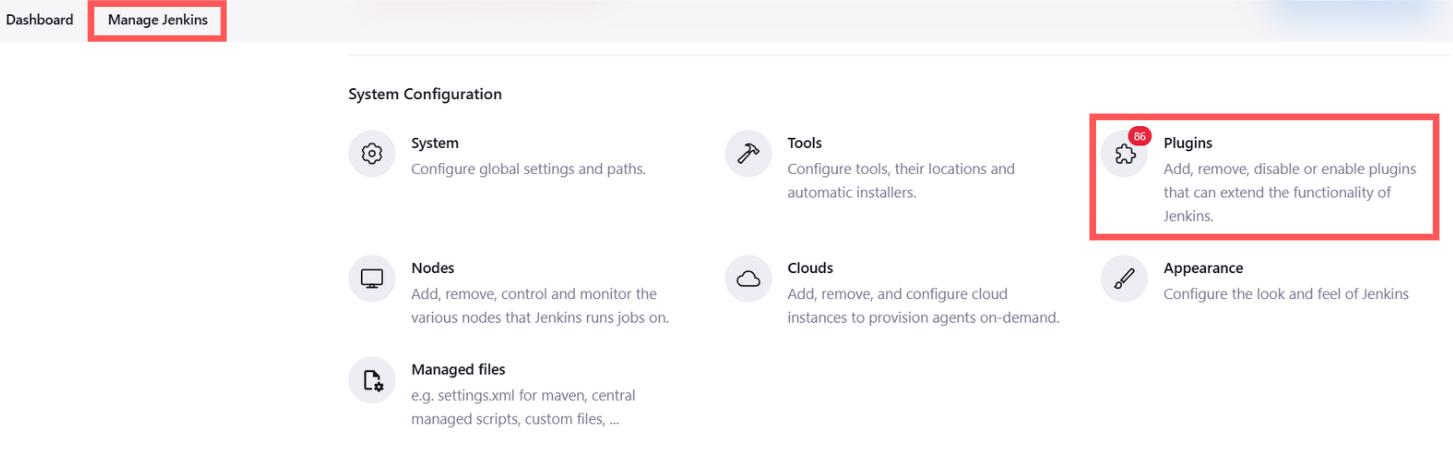 Dashboard
Manage Jenkins
System Configuration
System
Configure global settings and paths.
Tools
Configure tools, their locations and
automatic installers.
86
Plugins
Add, remove, disable or enable plugins
that can extend the functionality of
Jenkins.
Nodes
Add, remove, control and monitor the
various nodes that Jenkins runs jobs on.
Clouds
Add, remove, and configure cloud
instances to provision agents on-demand.
Appearance
Configure the look and feel of Jenkins
Managed files
e.g. settings.xml for maven, central
managed scripts, custom files, ...